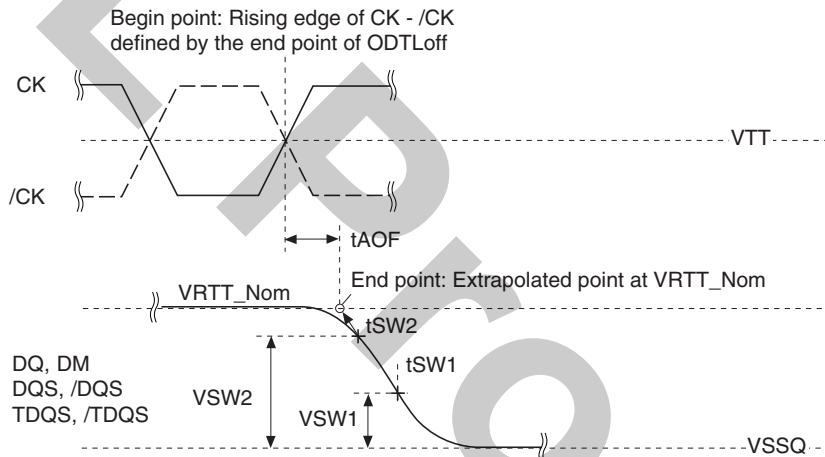 Begin point: Rising edge of CK - /CK
defined by the end point of ODTLoff
CK
VTT
/CK
tAOF
End point: Extrapolated point at VRTT_Nom
VRTT_Nom
tSW2
tSW1
DQ, DM
DQS, /DQS
TDQS, /TDQS
VSW2
VSW1
VSSQ
L Pro